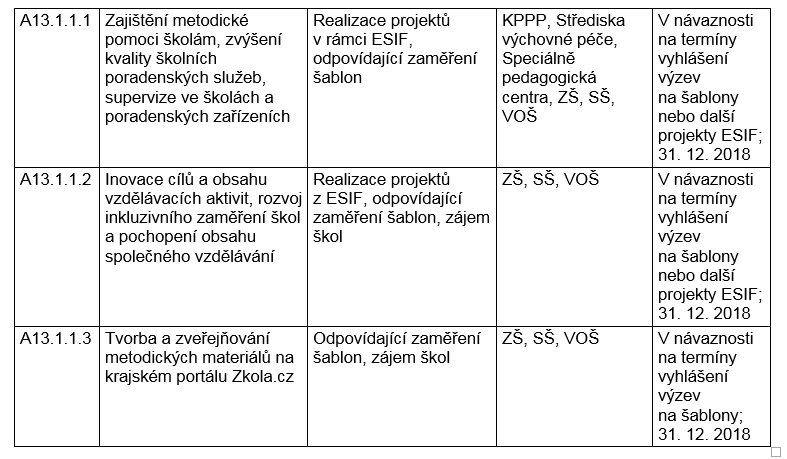 A13.1.1.1
Zajištění metodické
pomoci školám, zvýšení
kvality školních
poradenských služeb,
supervize ve školách a
poradenských zařízeních
Realizace projektů
v rámci ESIF,
odpovídající zaměření
šablon
KPPP, Střediska
výchovné péče,
Speciálně
pedagogická
centra, ZŠ, SŠ,
VOŠ
V návaznosti
na termíny
vyhlášení
výzev
na šablony
nebo další
projekty ESIF;
31. 12. 2018
A13.1.1.2
Inovace cílů a obsahu
vzdělávacích aktivit, rozvoj
inkluzivního zaměření škol
a pochopení obsahu
společného vzdělávání
Realizace projektů
z ESIF, odpovídající
zaměření šablon, zájem
škol
ZŠ, SŠ, VOŠ
V návaznosti
na termíny
vyhlášení
výzev
na šablony
nebo další
projekty ESIF;
31. 12. 2018
A13.1.1.3
Tvorba a zveřejňování
metodických materiálů na
krajském portálu Zkola.cz
Odpovídající zaměření
šablon, zájem škol
ZŠ, SŠ, VOŠ
V návaznosti
na termíny
vyhlášení
výzev
na šablony;
31. 12. 2018